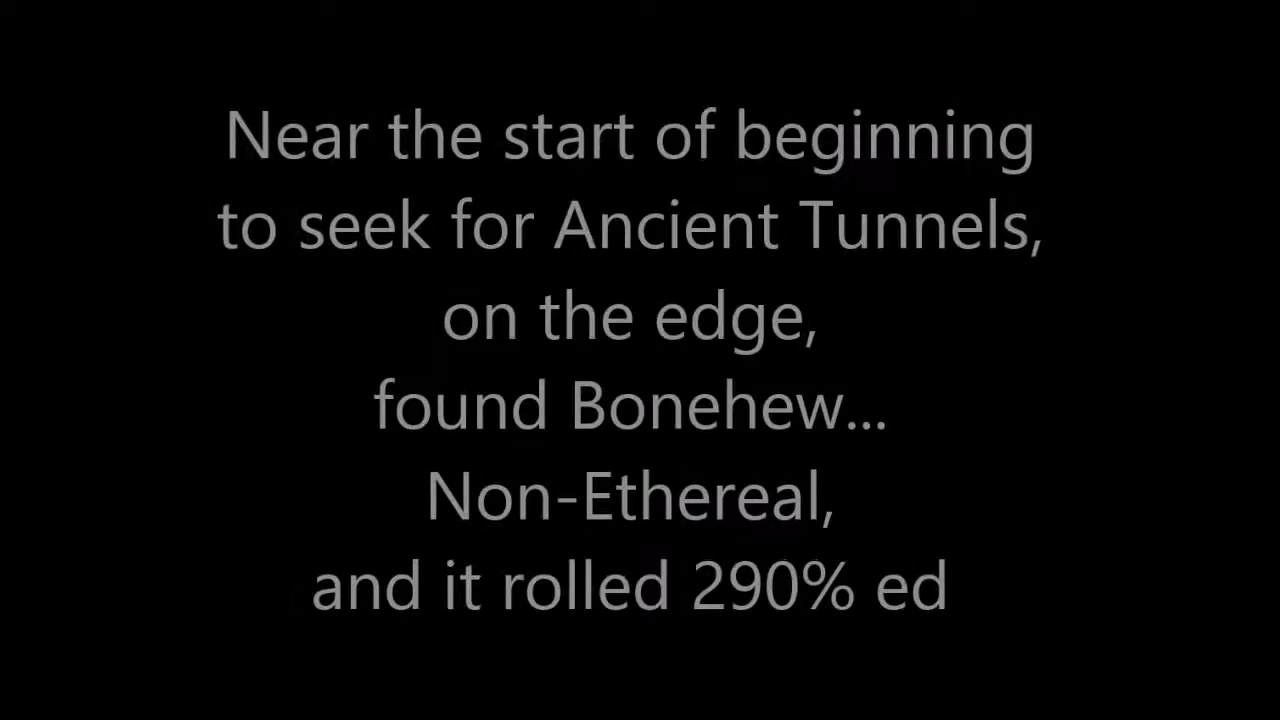 Near the start of beginning
to seek for Ancient Tunnels,
on the edge,
found Bonehew...
Non-Ethereal,
and it rolled 290% ed